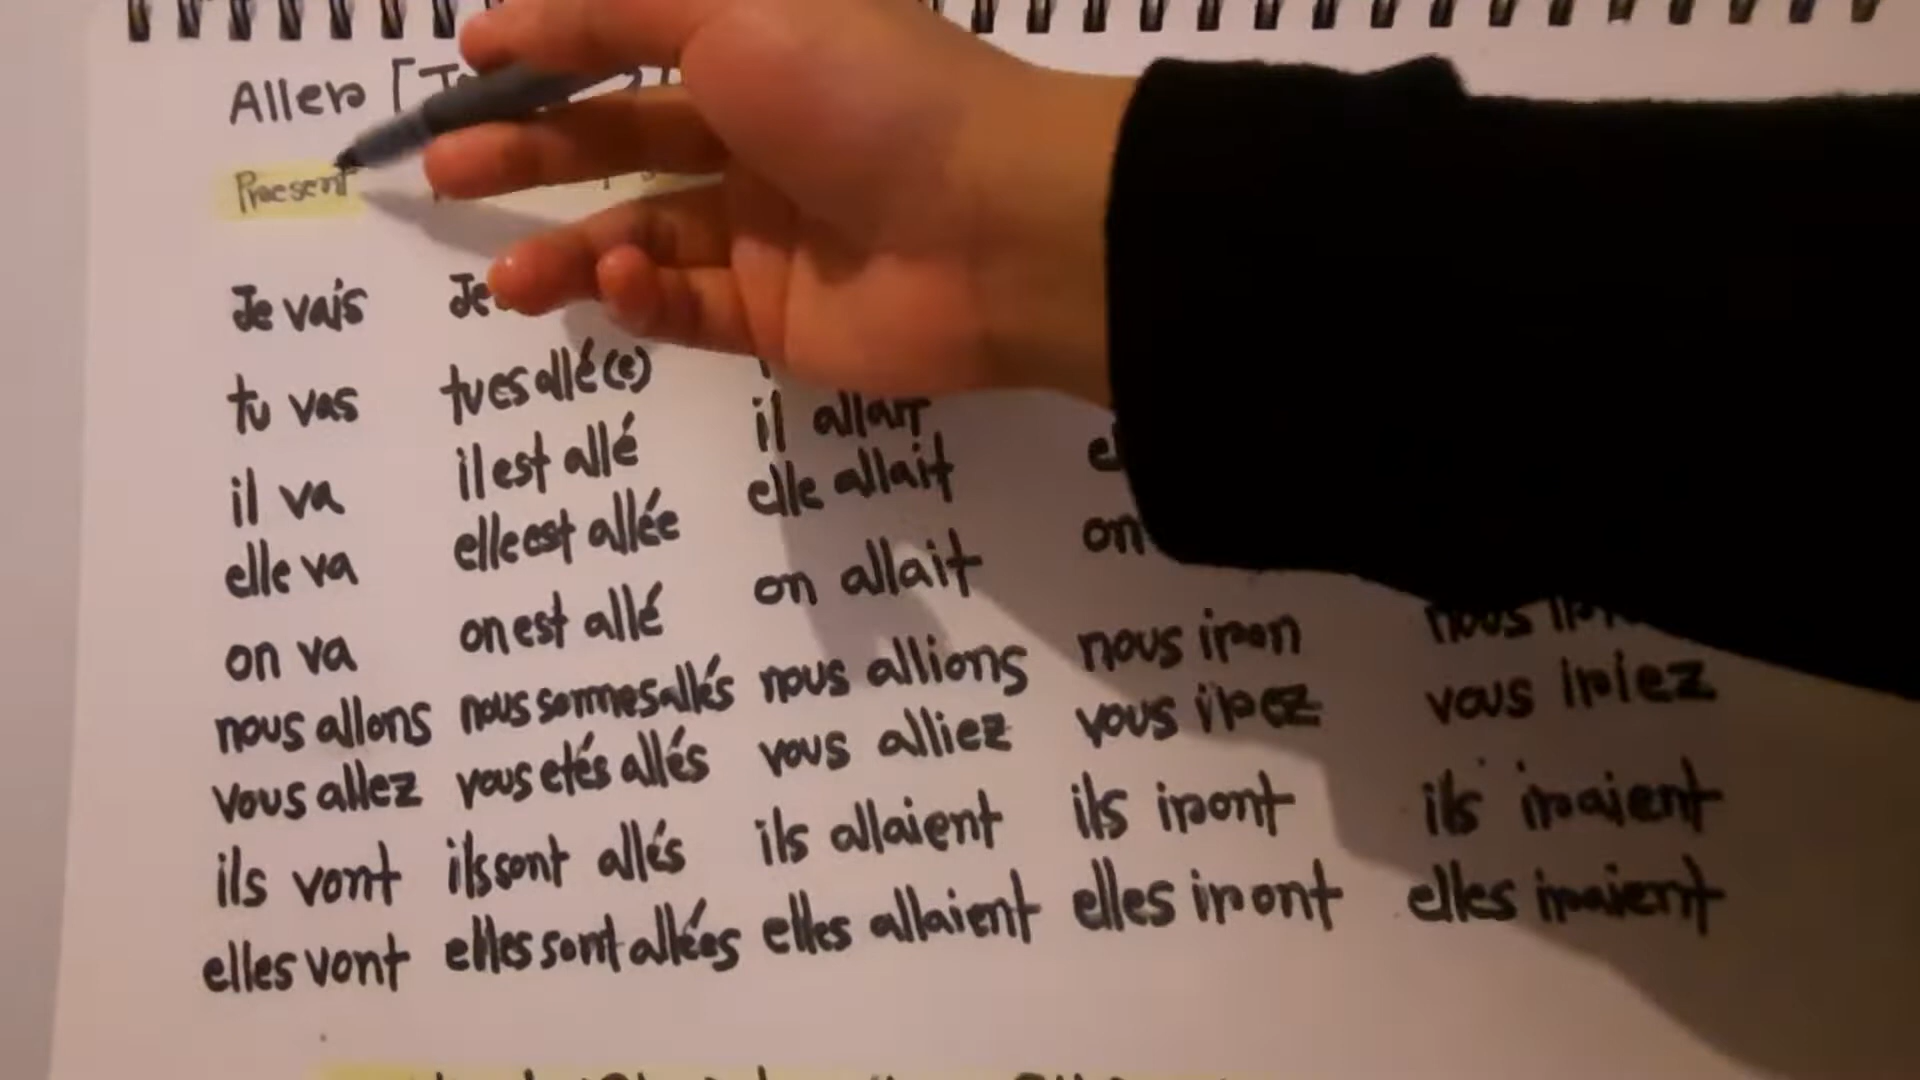 Aller
Present
Je vais Je
tu vas tu es allé(e)
il va il est allé il allait
elle va elle est allée elle allait
on va on est allé on allait on
nous allons nous sommes allés nous allions nous iron nous
vous allez vous etés allés vous alliez vous irez vous iriez
ils vont ils sont allés ils allaient ils iront ils iraient
elles vont elles sont allées elles allaient elles iront elles iraient